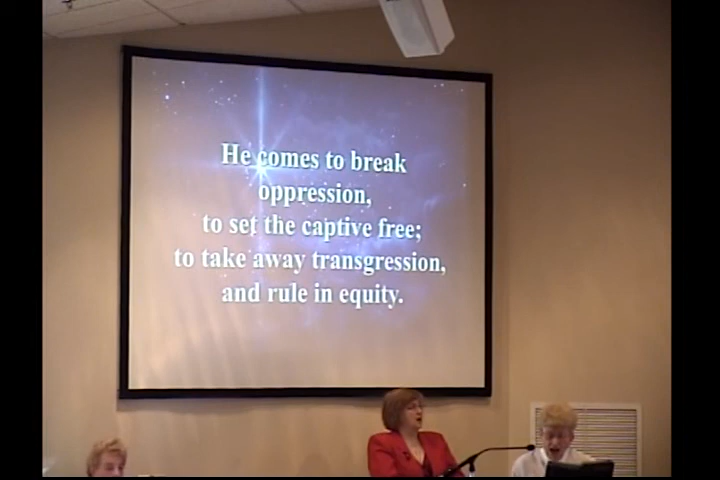 He comes to break
oppression,
to set the captive free;
to take away transgression,
and rule in equity.